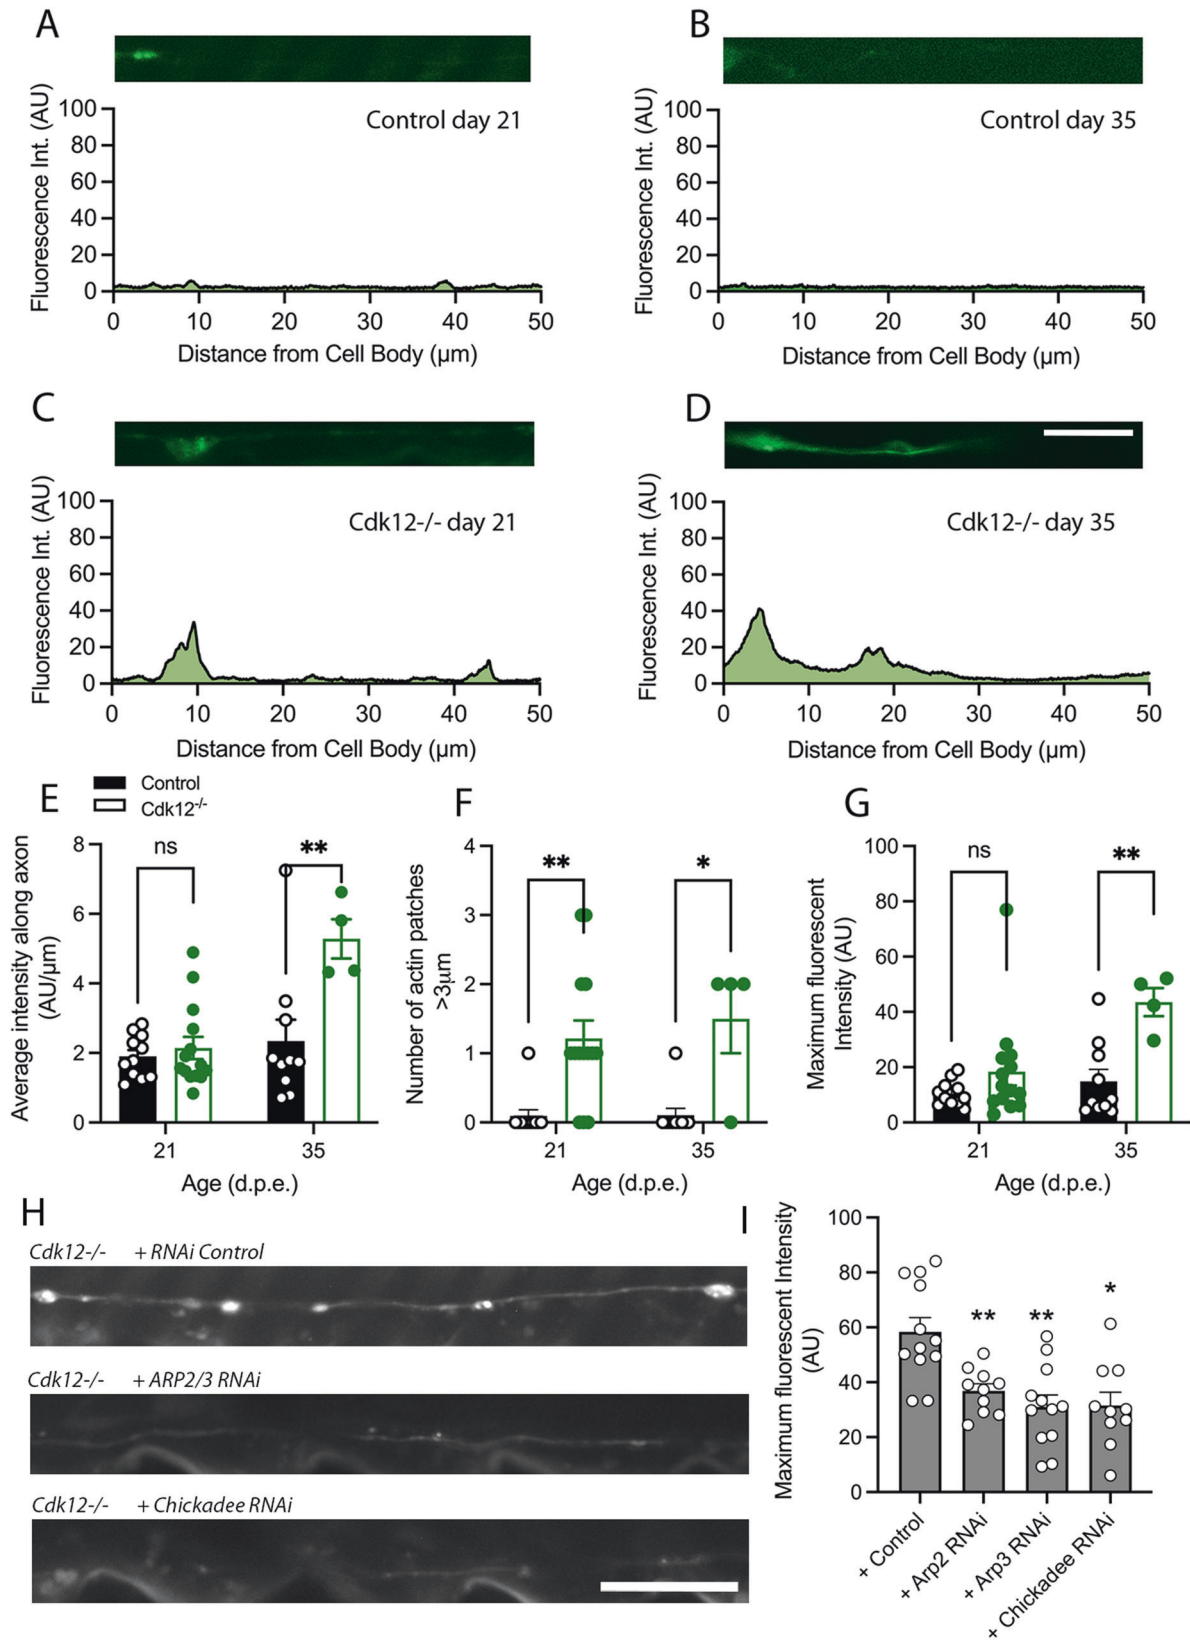 A
B
Fluorescence Int. (AU)
100
80
60
40
20
0
Control day 21
0 10 20 30 40 50
Distance from Cell Body (µm)
Fluorescence Int. (AU)
100
80
60
40
20
0
Control day 35
0 10 20 30 40 50
Distance from Cell Body (µm)
C
D
Fluorescence Int. (AU)
100
80
60
40
20
0
Cdk12-/- day 21
0 10 20 30 40 50
Distance from Cell Body (µm)
Fluorescence Int. (AU)
100
80
60
40
20
0
Cdk12-/- day 35
0 10 20 30 40 50
Distance from Cell Body (µm)
E
Control
Cdk12-/-
Average intensity along axon
(AU/µm)
8
6
4
2
0
ns
**
21 35
Age (d.p.e.)
F
Number of actin patches
>3µm
4
3
2
1
0
**
*
21 35
Age (d.p.e.)
G
Maximum fluorescent
Intensity (AU)
100
80
60
40
20
0
ns
**
21 35
Age (d.p.e.)
H
Cdk12-/- + RNAi Control
Cdk12-/- + ARP2/3 RNAi
Cdk12-/- + Chickadee RNAi
I
Maximum fluorescent Intensity
(AU)
100
80
60
40
20
0
**
**
*
+ Control
+ Arp2 RNAi
+ Arp3 RNAi
+ Chickadee RNAi